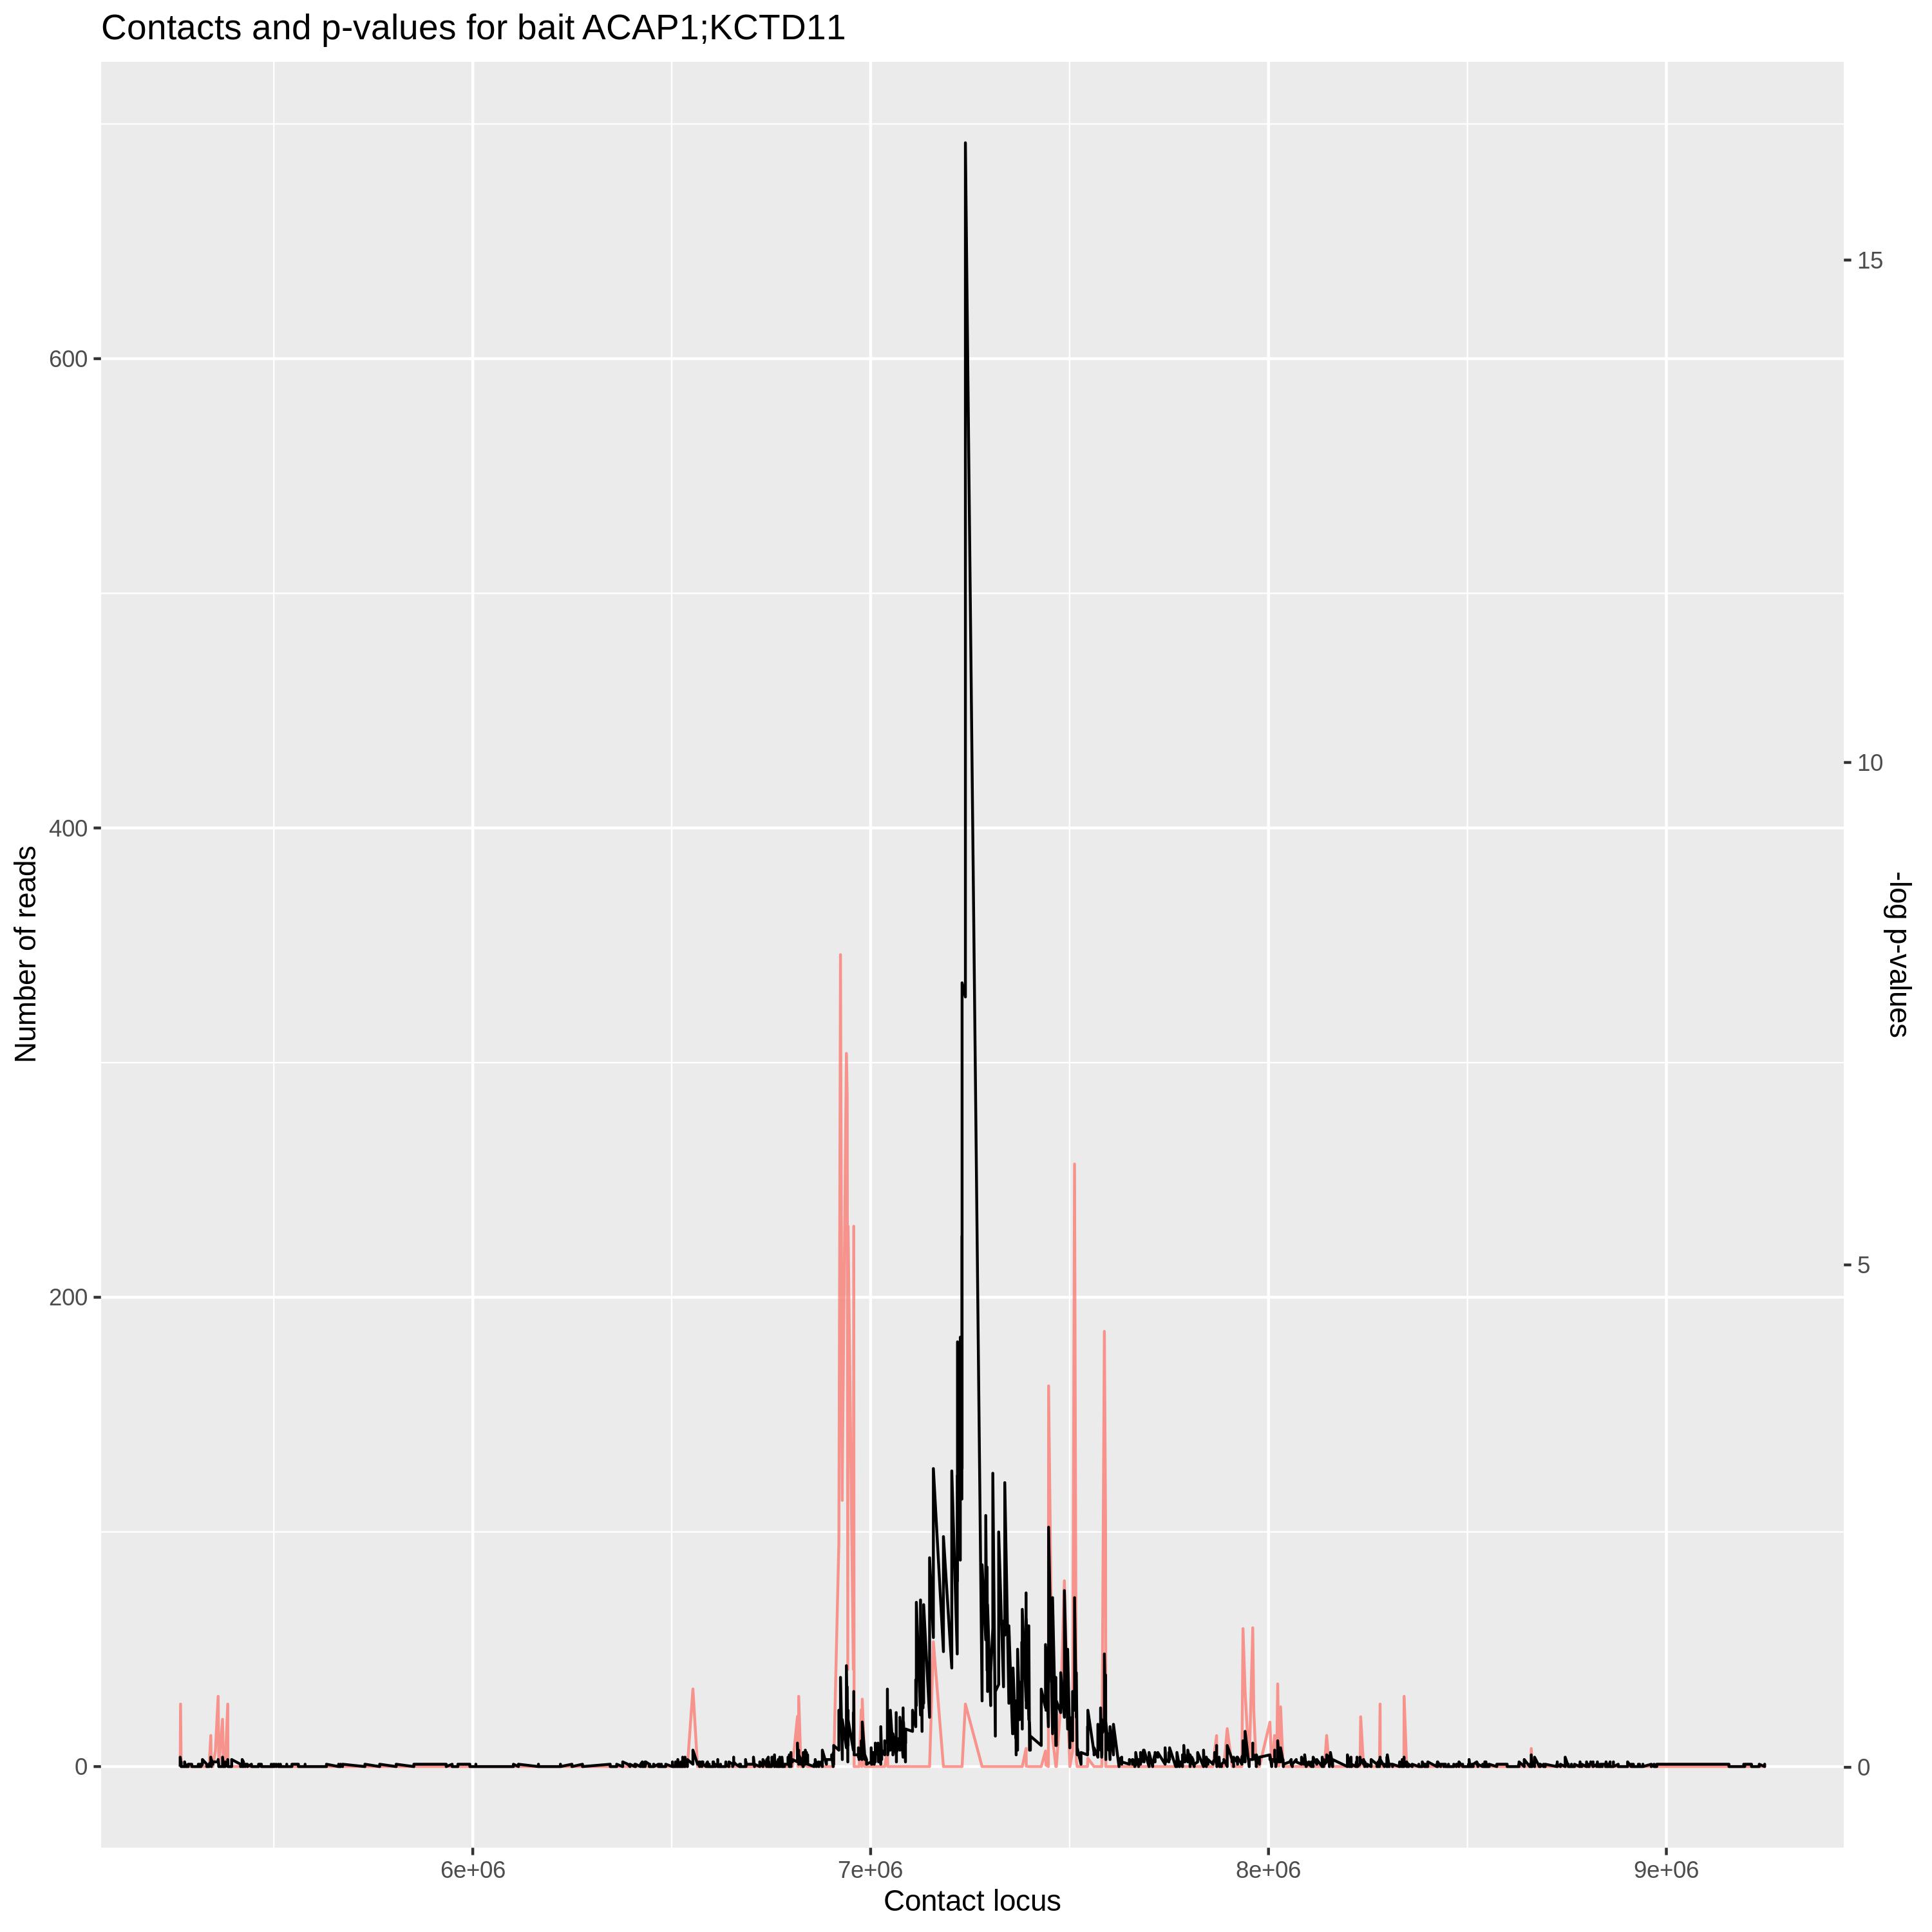 Contacts and p-values for bait ACAP1;KCTD11
Number of reads
600
400
200
0
15
10
5
0
-log p-values
6e+06
7e+06
8e+06
9e+06
Contact locus